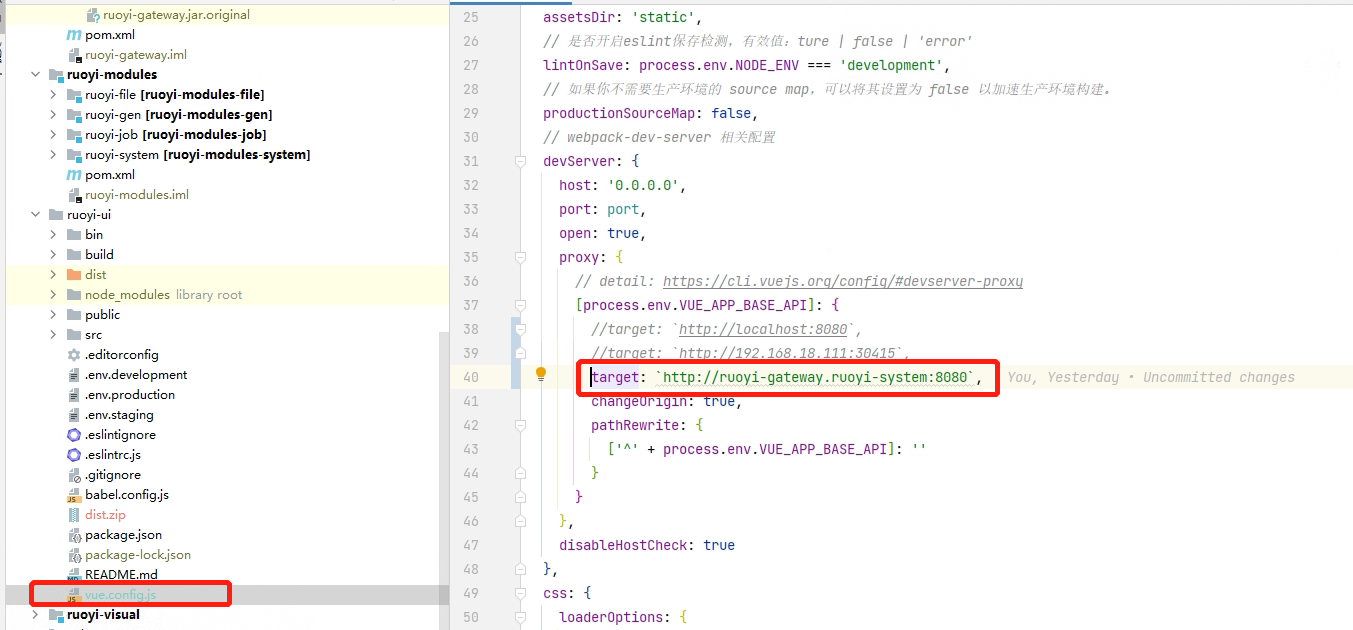 ruoyi-gateway.jar.original
pom.xml
ruoyi-gateway.iml
ruoyi-modules
ruoyi-file [ruoyi-modules-file]
ruoyi-gen [ruoyi-modules-gen]
ruoyi-job [ruoyi-modules-job]
ruoyi-system [ruoyi-modules-system]
pom.xml
ruoyi-modules.iml
ruoyi-ui
bin
build
dist
node_modules library root
public
src
.editorconfig
.env.development
.env.production
.env.staging
.eslintignore
.eslintrc.js
.gitignore
babel.config.js
dist.zip
package.json
package-lock.json
README.md
vue.config.js
ruoyi-visual
25 assetsDir: 'static',
26 // 是否开启eslint保存检测，有效值：ture | false | 'error'
27 lintOnSave: process.env.NODE_ENV === 'development',
28 // 如果你不需要生产环境的 source map，可以将其设置为 false 以加速生产环境构建。
29 productionSourceMap: false,
30 // webpack-dev-server 相关配置
31 devServer: {
32 host: '0.0.0.0',
33 port: port,
34 open: true,
35 proxy: {
36 // detail: https://cli.vuejs.org/config/#devserver-proxy
37 [process.env.VUE_APP_BASE_API]: {
38 //target: `http://localhost:8080`,
39 //target: `http://192.168.18.111:30415`,
40 target: `http://ruoyi-gateway.ruoyi-system:8080`, You, Yesterday • Uncommitted changes
41 changeOrigin: true,
42 pathRewrite: {
43 ['^' + process.env.VUE_APP_BASE_API]: ''
44 }
45 }
46 },
47 disableHostCheck: true
48 },
49 css: {
50 loaderOptions: {